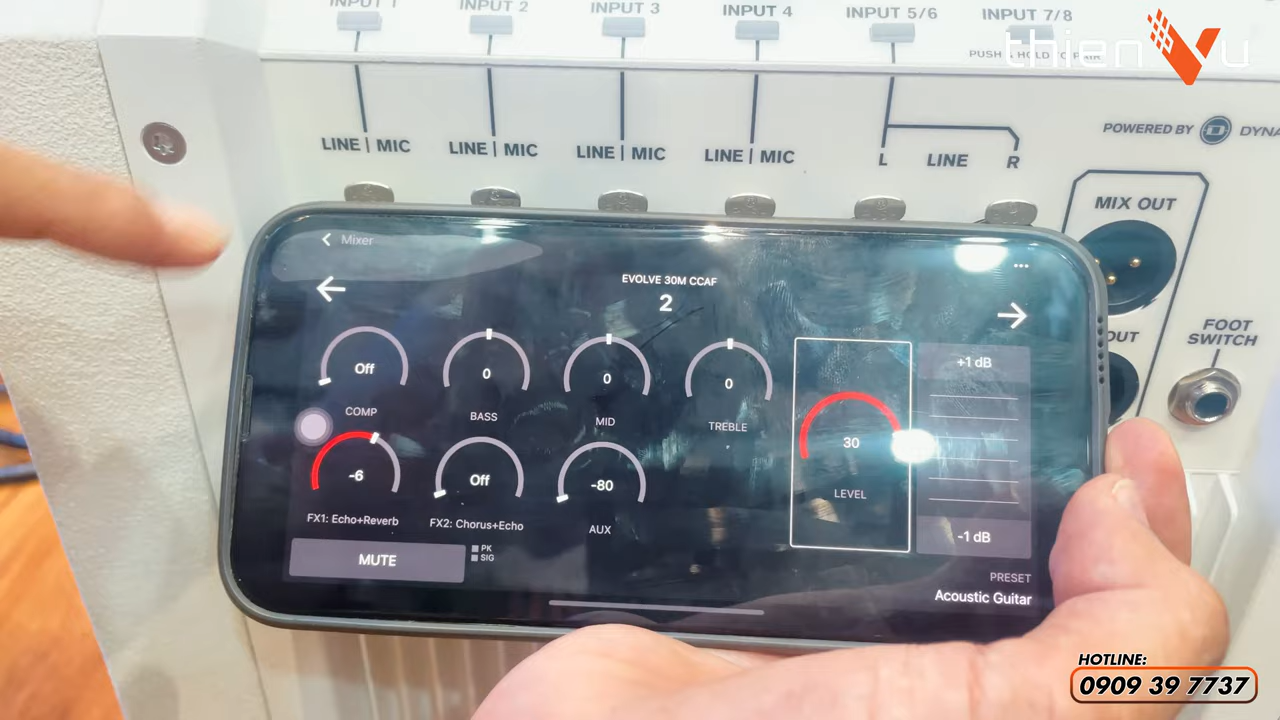 INPUT 1
INPUT 2
INPUT 3
INPUT 4
INPUT 5/6
INPUT 7/8
PUSH & HOLD TO PAIR
thien Vu
LINE | MIC
LINE | MIC
LINE | MIC
LINE | MIC
L LINE R
POWERED BY DYNA
MIX OUT
OUT
FOOT
SWITCH
Mixer
EVOLVE 30M CCAF
2
Off
COMP
0
BASS
0
MID
0
TREBLE
30
LEVEL
+1 dB
-1 dB
-6
FX1: Echo+Reverb
Off
FX2: Chorus+Echo
-80
AUX
MUTE
PK
SIG
PRESET
Acoustic Guitar
HOTLINE:
0909 39 7737